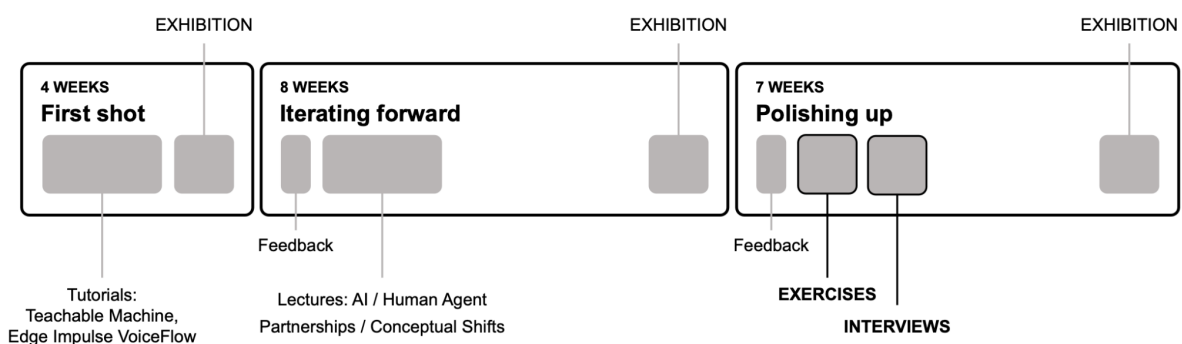 EXHIBITION
EXHIBITION
EXHIBITION
4 WEEKS
First shot
8 WEEKS
Iterating forward
7 WEEKS
Polishing up
Feedback
Feedback
Tutorials:
Teachable Machine,
Edge Impulse VoiceFlow
Lectures: AI / Human Agent
Partnerships / Conceptual Shifts
EXERCISES
INTERVIEWS